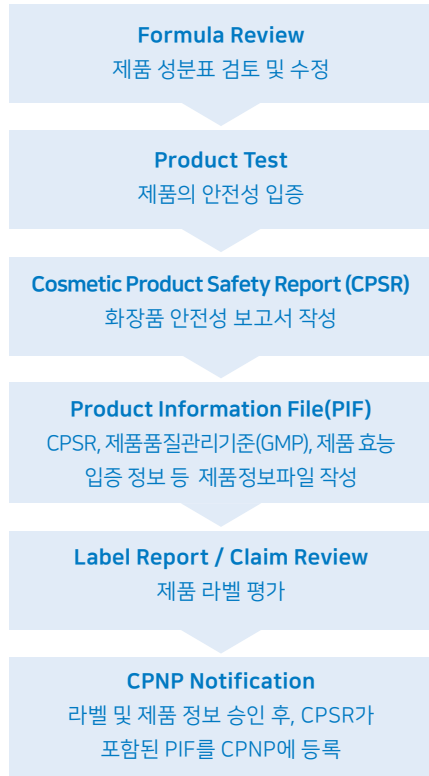 Formula Review
제품 성분표 검토 및 수정
Product Test
제품의 안전성 입증
Cosmetic Product Safety Report (CPSR)
화장품 안전성 보고서 작성
Product Information File(PIF)
CPSR, 제품품질관리기준(GMP), 제품 효능
입증 정보 등 제품정보파일 작성
Label Report / Claim Review
제품 라벨 평가
CPNP Notification
라벨 및 제품 정보 승인 후, CPSR가
포함된 PIF를 CPNP에 등록